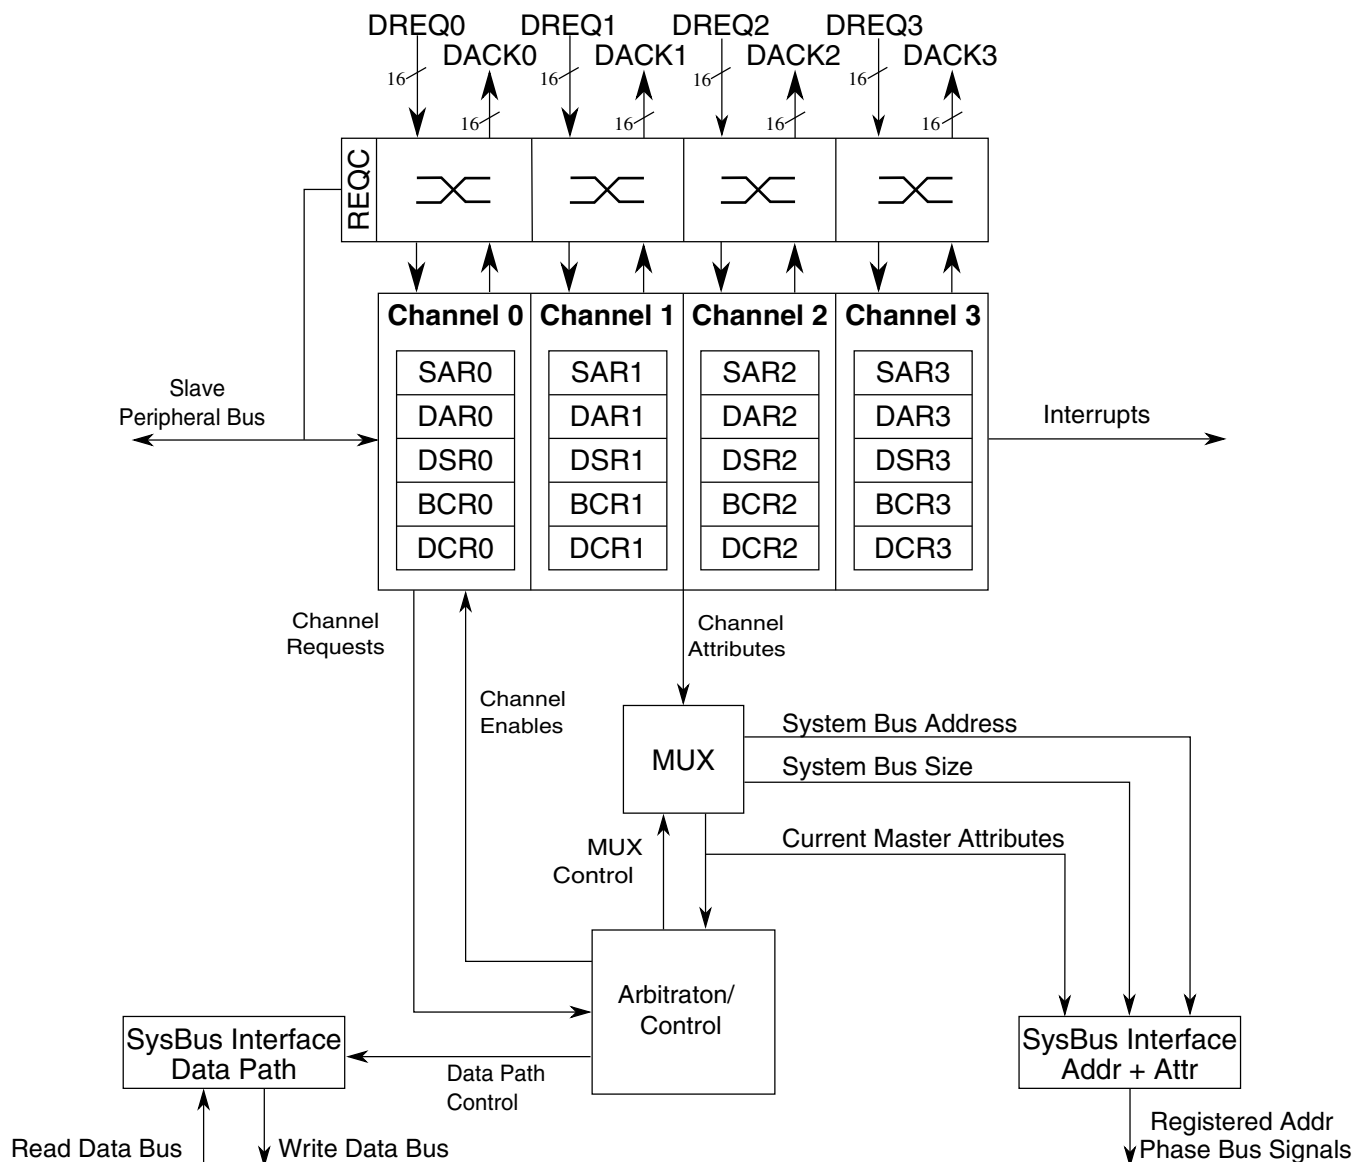 DREQ0 DREQ1 DREQ2 DREQ3
DACK0 DACK1 DACK2 DACK3
16 16 16 16
16 16 16 16
REQC
Channel 0 Channel 1 Channel 2 Channel 3
SAR0 SAR1 SAR2 SAR3
DAR0 DAR1 DAR2 DAR3
DSR0 DSR1 DSR2 DSR3
BCR0 BCR1 BCR2 BCR3
DCR0 DCR1 DCR2 DCR3
Slave
Peripheral Bus
Interrupts
Channel
Requests
Channel
Attributes
Channel
Enables
MUX
System Bus Address
System Bus Size
Current Master Attributes
MUX
Control
Arbitraton/
Control
SysBus Interface
Data Path
Data Path
Control
SysBus Interface
Addr + Attr
Read Data Bus
Write Data Bus
Registered Addr
Phase Bus Signals